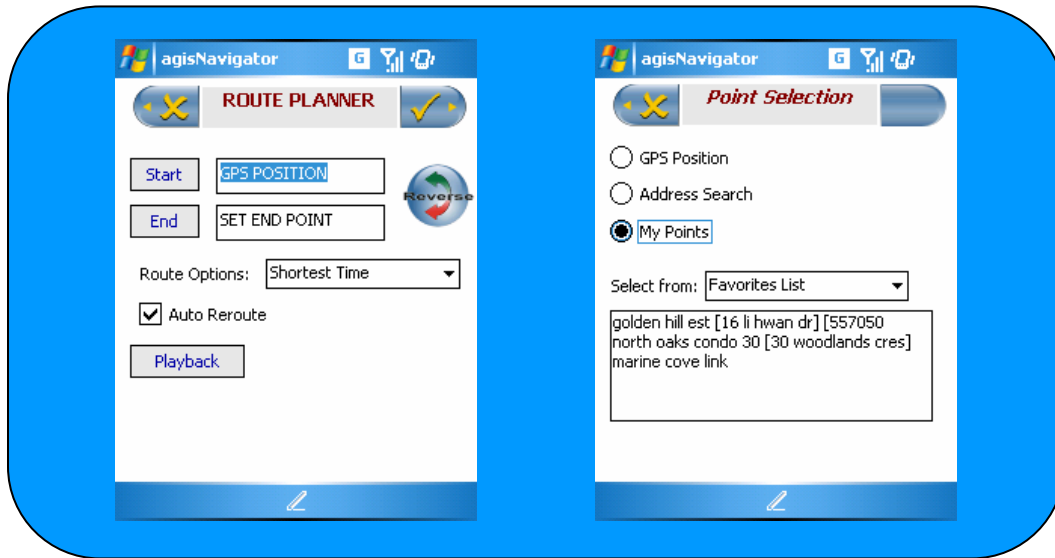 agisNavigator G
ROUTE PLANNER
Start GPS POSITION
Reverse
End SET END POINT
Route Options: Shortest Time
Auto Reroute
Playback
agisNavigator G
Point Selection
GPS Position
Address Search
My Points
Select from: Favorites List
golden hill est [16 li hwan dr] [557050
north oaks condo 30 [30 woodlands cres]
marine cove link